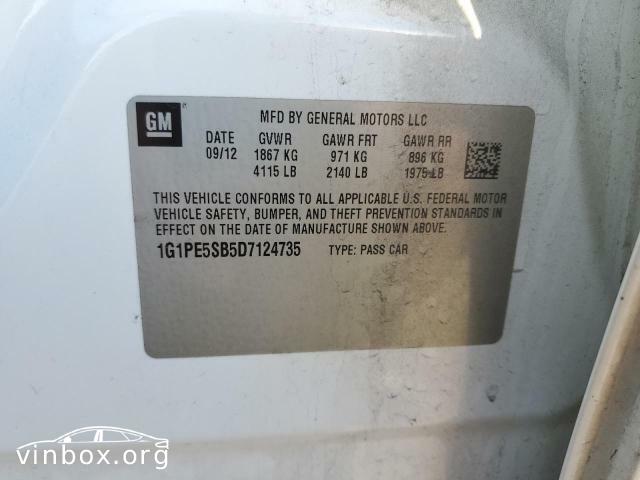 GM
MFD BY GENERAL MOTORS LLC
DATE GVWR GAWR FRT GAWR RR
09/12 1867 KG 971 KG 896 KG
4115 LB 2140 LB 1975 LB
THIS VEHICLE CONFORMS TO ALL APPLICABLE U.S. FEDERAL MOTOR
VEHICLE SAFETY, BUMPER, AND THEFT PREVENTION STANDARDS IN
EFFECT ON THE DATE OF MANUFACTURE SHOWN ABOVE.
1G1PE5SB5D7124735 TYPE: PASS CAR
vinbox.org